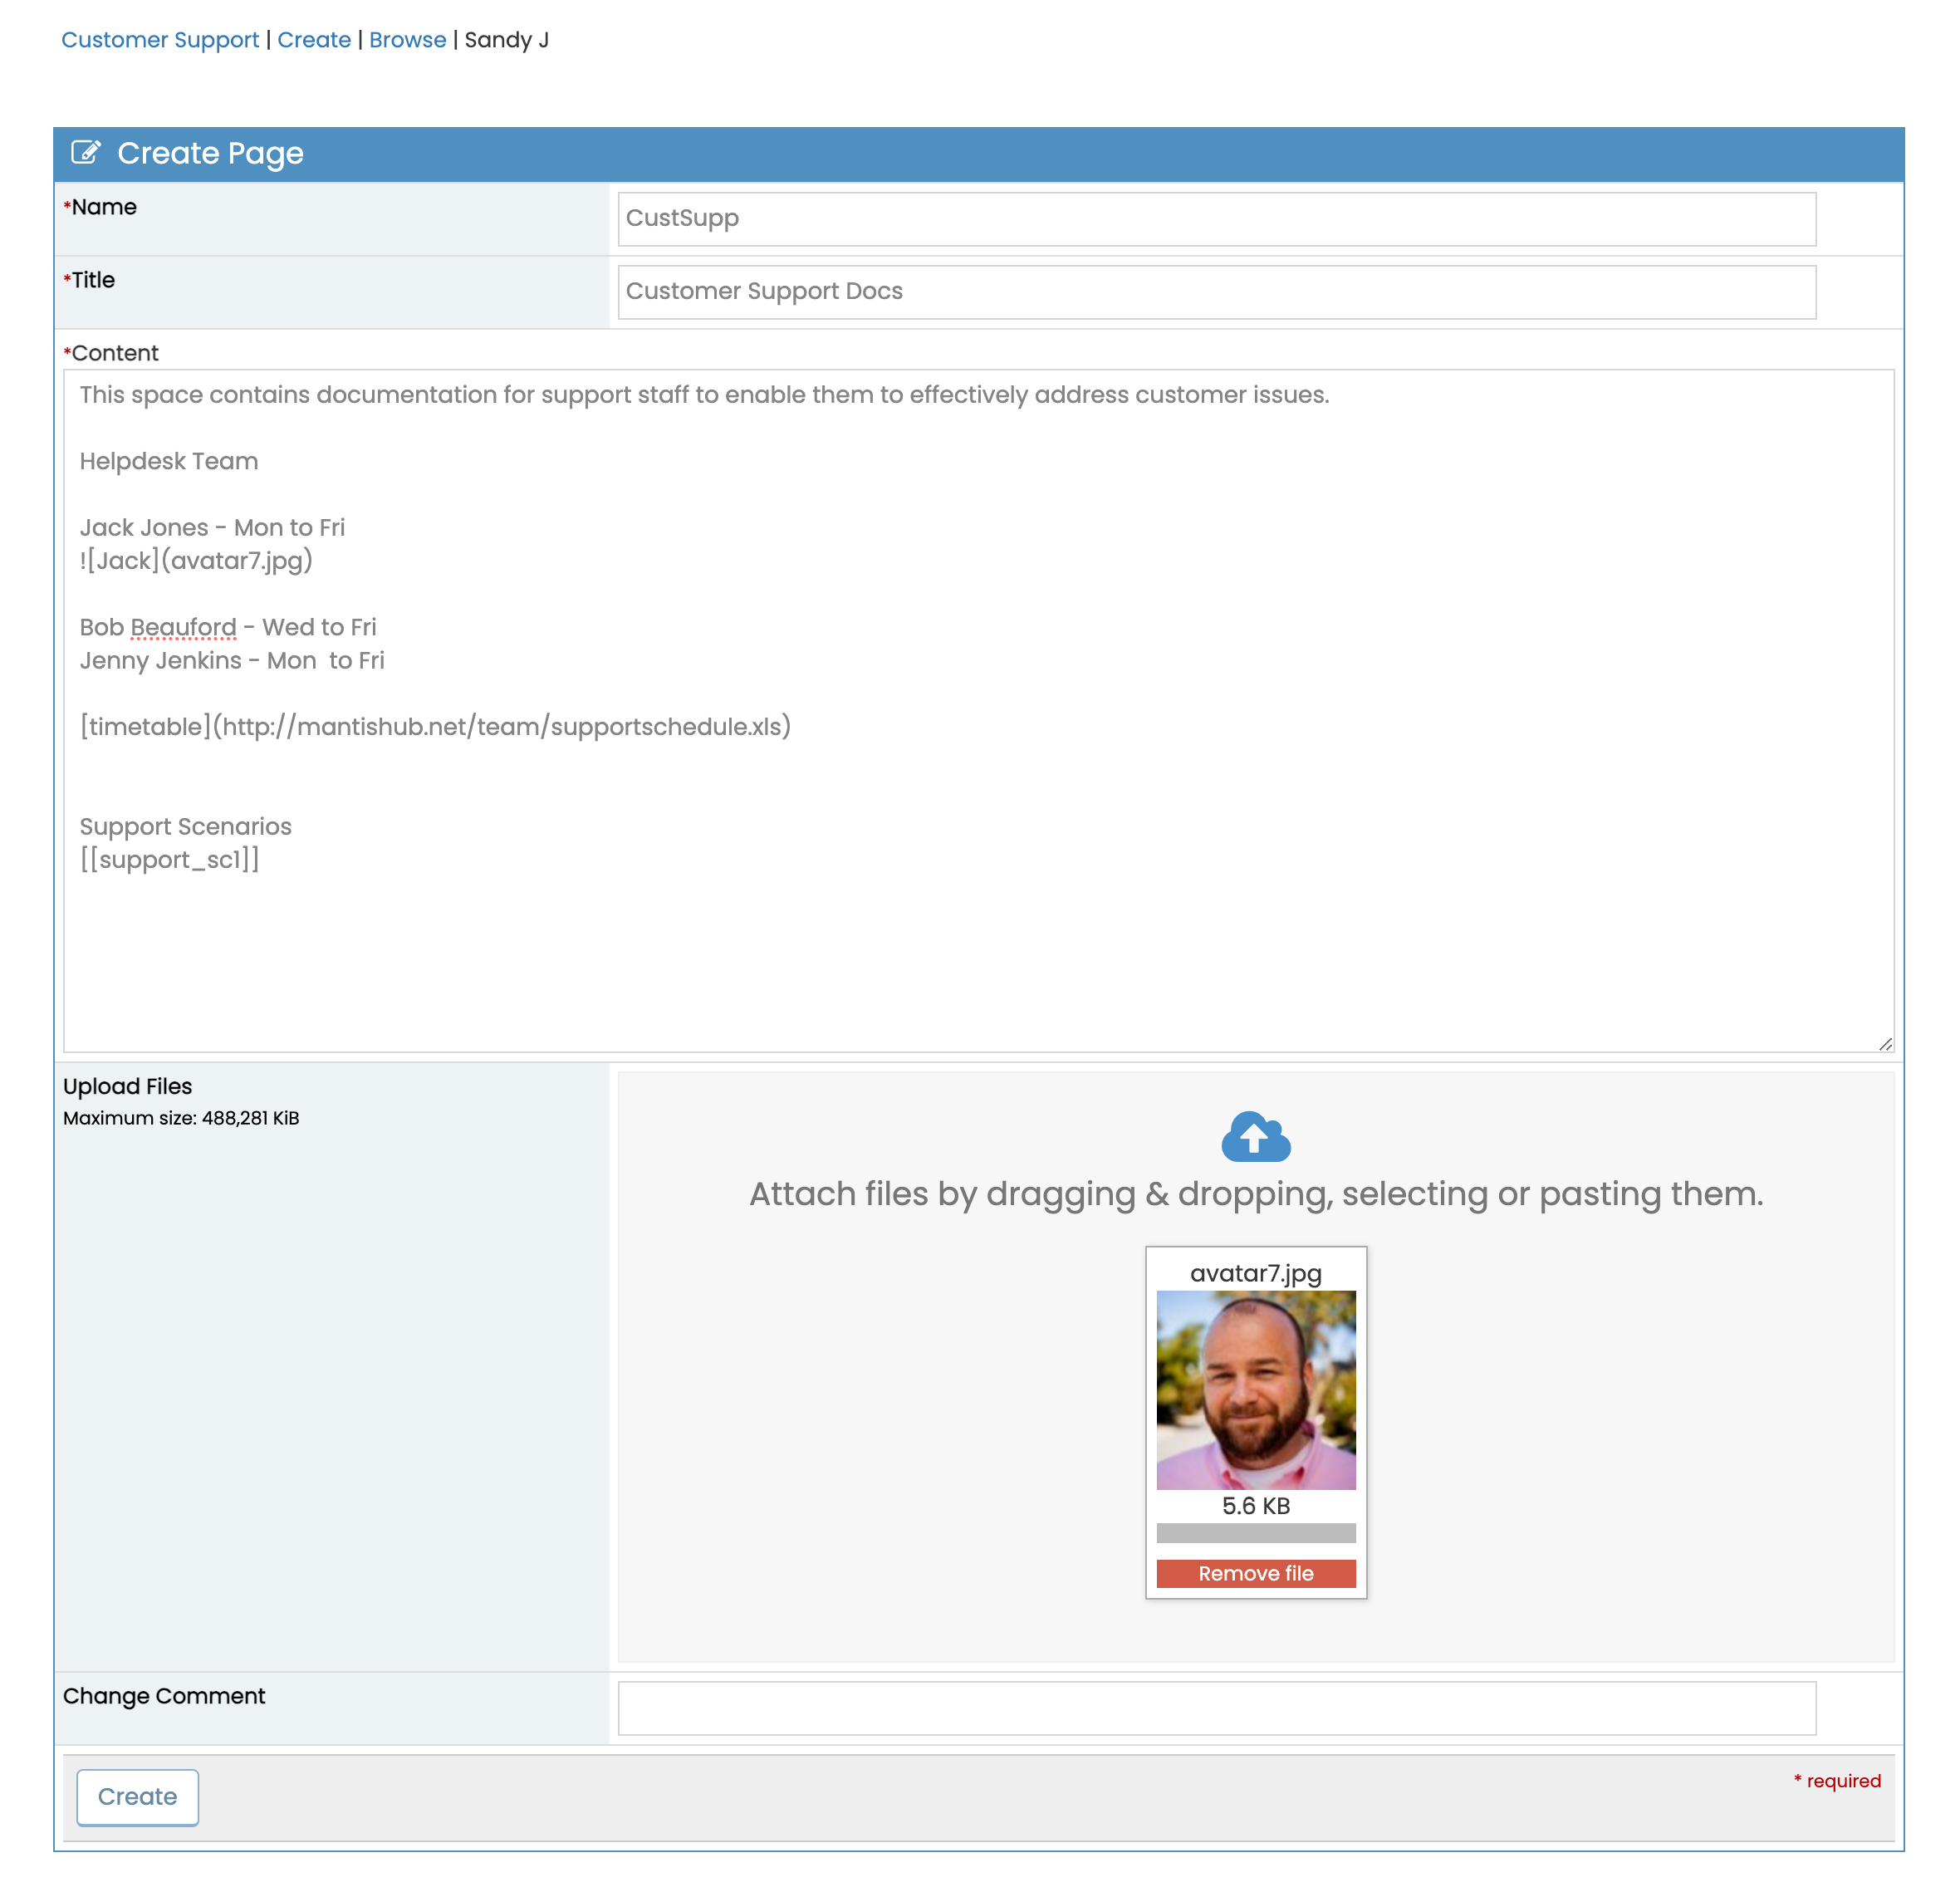 Customer Support | Create | Browse | Sandy J
Create Page
*Name
CustSupp
*Title
Customer Support Docs
*Content
This space contains documentation for support staff to enable them to effectively address customer issues.
Helpdesk Team
Jack Jones - Mon to Fri
![Jack](avatar7.jpg)
Bob Beauford - Wed to Fri
Jenny Jenkins - Mon  to Fri
[timetable](http://mantishub.net/team/supportschedule.xls)
Support Scenarios
[[support_sc1]]
Upload Files
Maximum size: 488,281 KiB
Attach files by dragging & dropping, selecting or pasting them.
avatar7.jpg
5.6 KB
Remove file
Change Comment
Create
* required